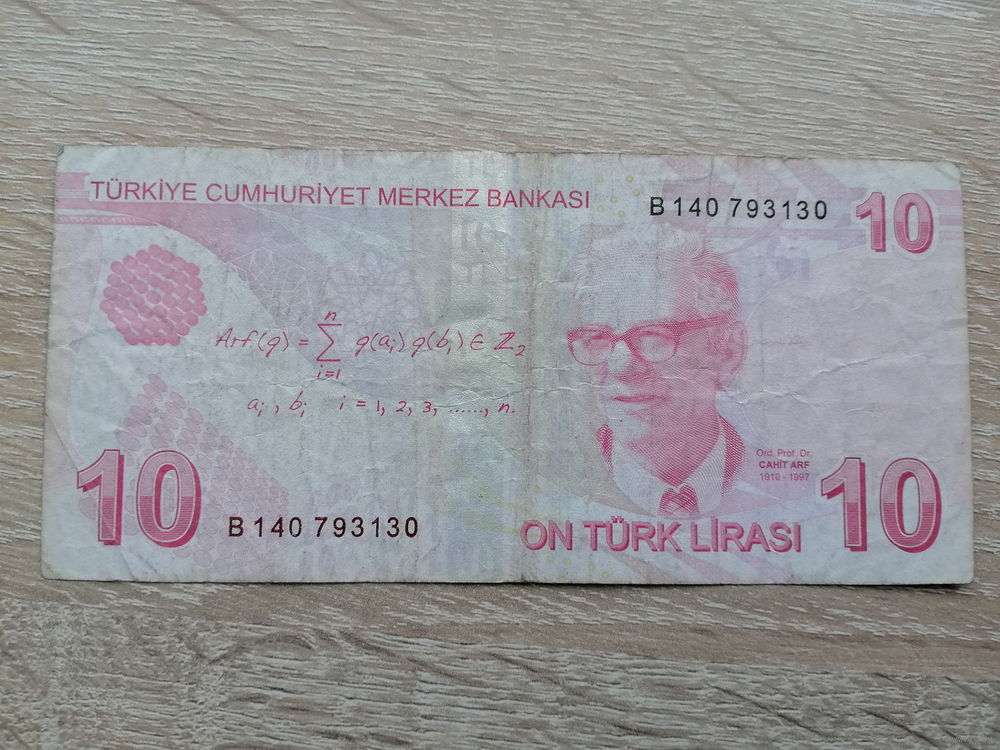 TÜRKİYE CUMHURİYET MERKEZ BANKASI
B140 793130
10
Arf(q) = ∑ᵢ₌₁ⁿ q(aᵢ) q(bᵢ) ∈ ℤ₂
aᵢ, bᵢ i = 1, 2, 3, ......, n.
Ord. Prof. Dr.
CAHİT ARF
1910 - 1997
10
B140 793130
ON TÜRK LİRASI
10